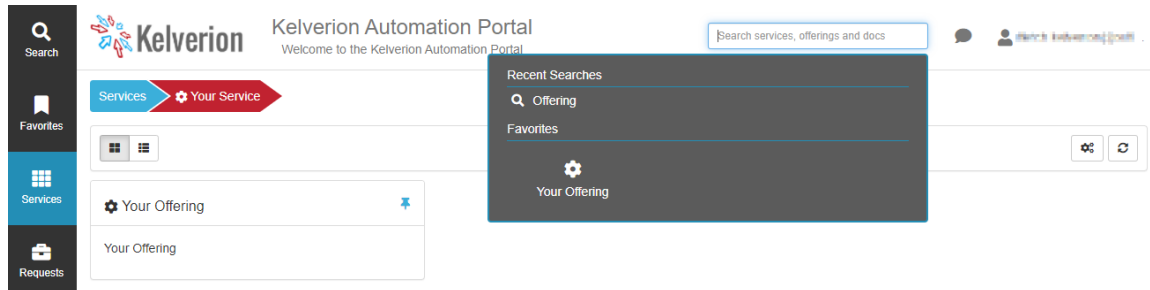 Search
Favorites
Services
Requests
Kelverion
Kelverion Automation Portal
Welcome to the Kelverion Automation Portal
Search services, offerings and docs
Services
Your Service
Recent Searches
Offering
Favorites
Your Offering
Your Offering
Your Offering